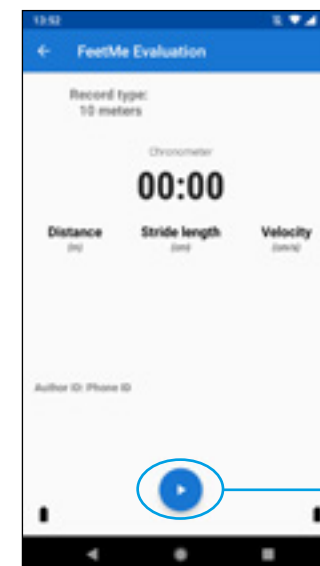 13:52
FeetMe Evaluation
Record type:
10 meters
Chronometer
00:00
Distance Stride length Velocity
(m) (cm) (cm/s)
Author ID: Phone ID